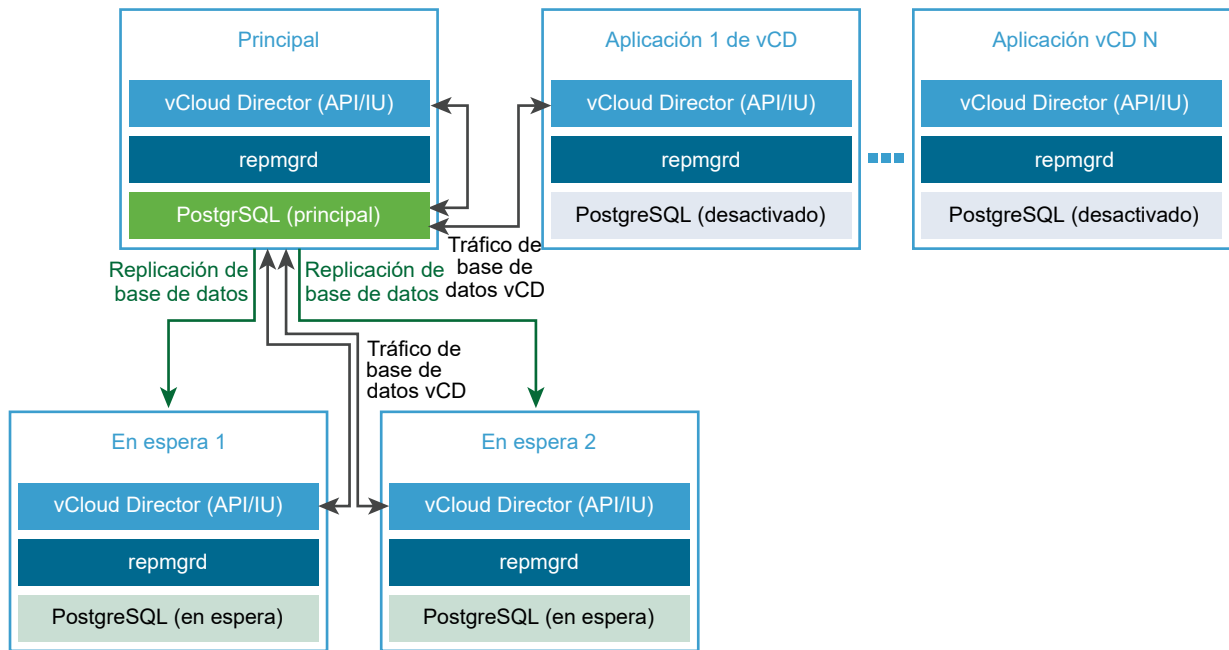 Principal
vCloud Director (API/IU)
repmgrd
PostgrSQL (principal)
Aplicación 1 de vCD
vCloud Director (API/IU)
repmgrd
PostgreSQL (desactivado)
Aplicación vCD N
vCloud Director (API/IU)
repmgrd
PostgreSQL (desactivado)
Replicación de
base de datos
Replicación de
base de datos
Tráfico de
base de
datos vCD
Tráfico de
base de
datos vCD
En espera 1
vCloud Director (API/IU)
repmgrd
PostgreSQL (en espera)
En espera 2
vCloud Director (API/IU)
repmgrd
PostgreSQL (en espera)